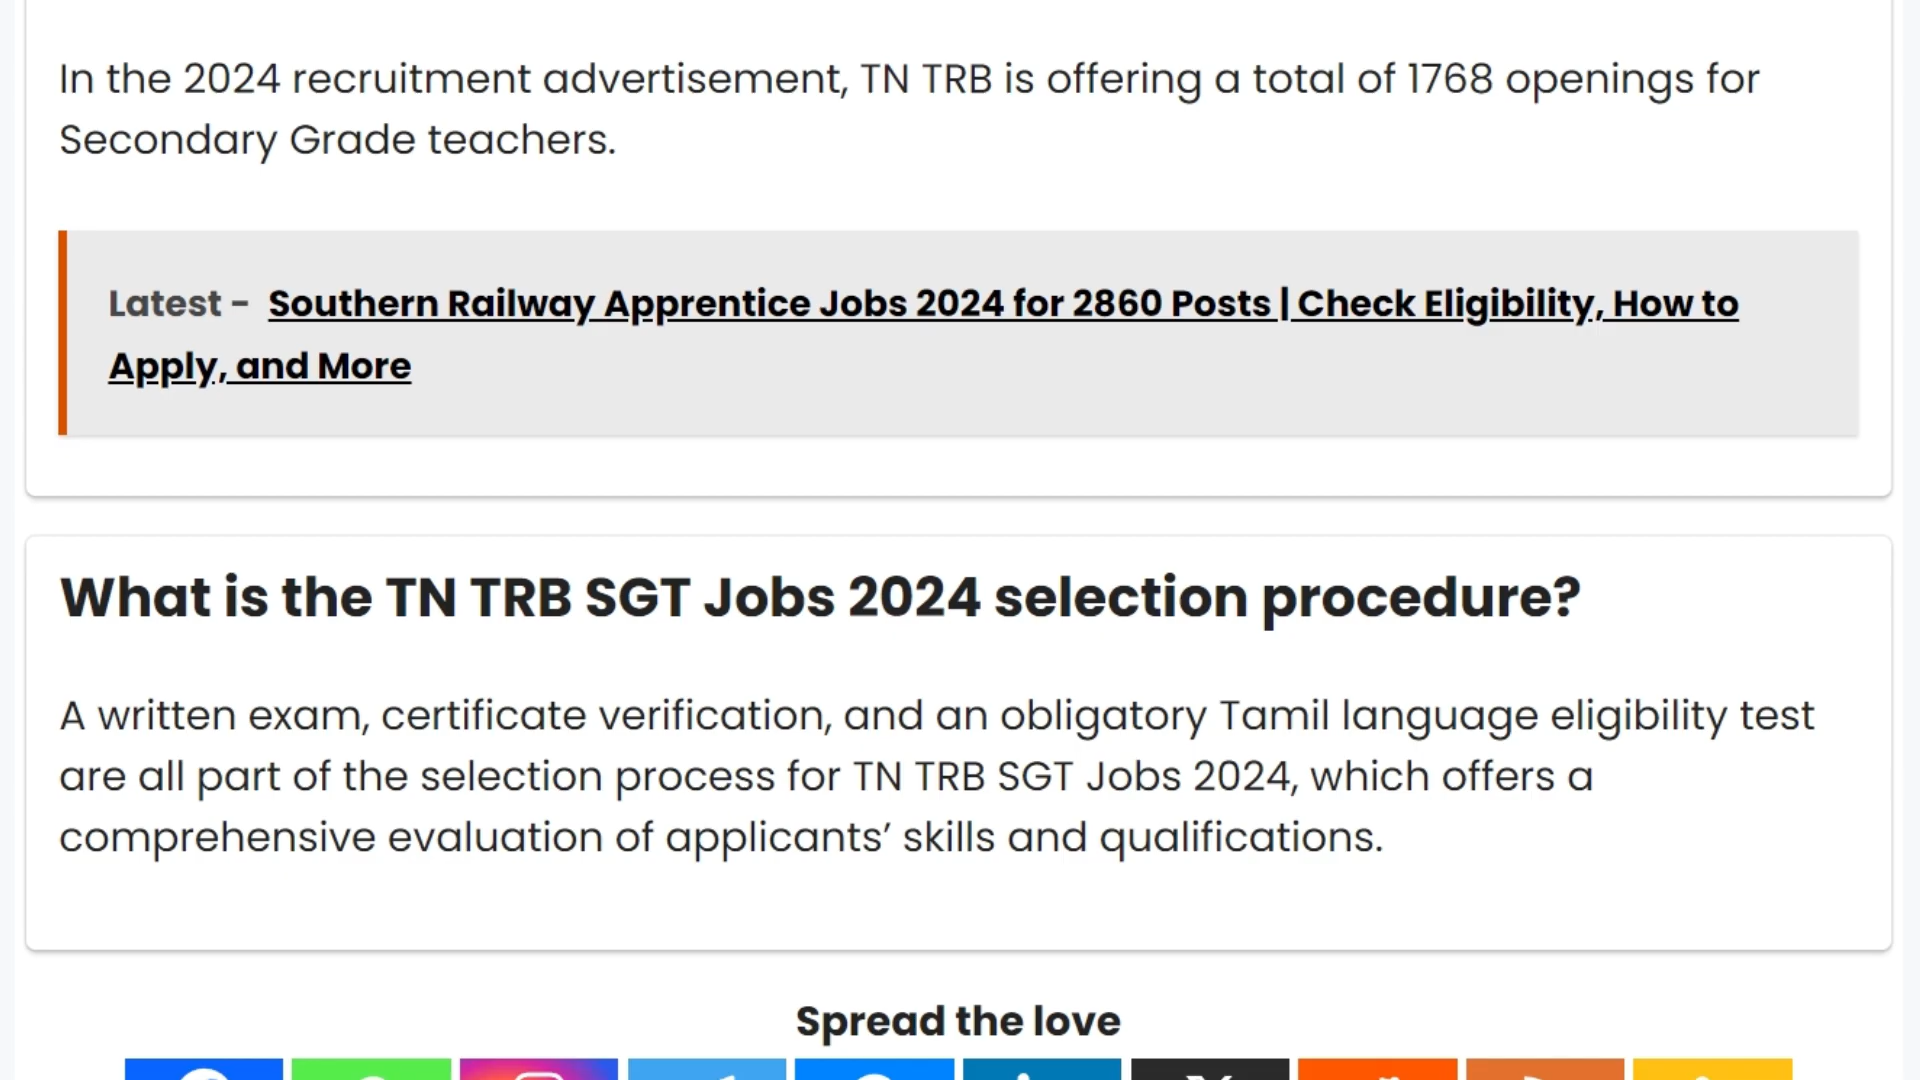 In the 2024 recruitment advertisement, TN TRB is offering a total of 1768 openings for
Secondary Grade teachers.
Latest - Southern Railway Apprentice Jobs 2024 for 2860 Posts | Check Eligibility, How to
Apply, and More
What is the TN TRB SGT Jobs 2024 selection procedure?
A written exam, certificate verification, and an obligatory Tamil language eligibility test
are all part of the selection process for TN TRB SGT Jobs 2024, which offers a
comprehensive evaluation of applicants’ skills and qualifications.
Spread the love